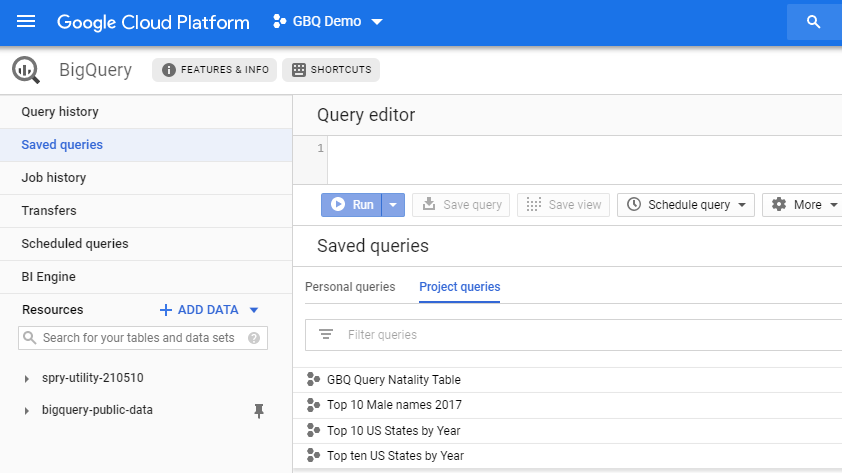 Google Cloud Platform GBQ Demo
BigQuery FEATURES & INFO SHORTCUTS
Query history
Saved queries
Job history
Transfers
Scheduled queries
BI Engine
Resources ADD DATA
Search for your tables and data sets
spry-utility-210510
bigquery-public-data
Query editor
1
Run Save query Save view Schedule query More
Saved queries
Personal queries Project queries
Filter queries
GBQ Query Natality Table
Top 10 Male names 2017
Top 10 US States by Year
Top ten US States by Year